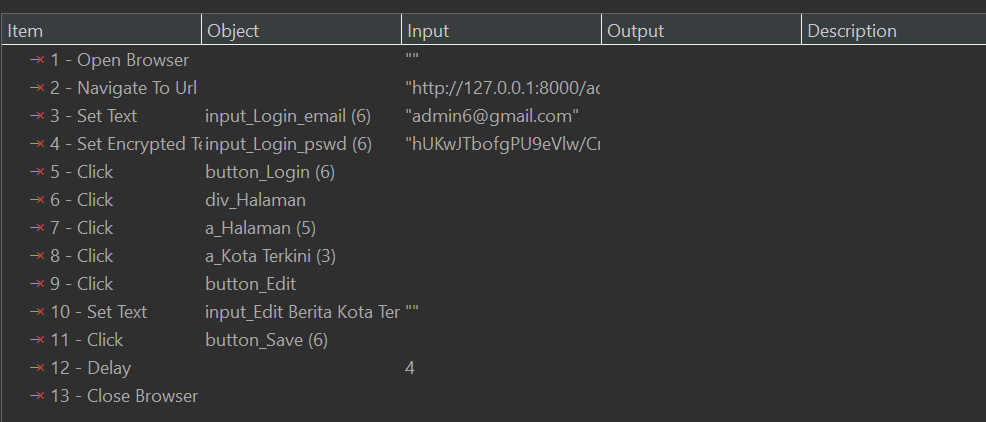 Item Object Input Output Description
1 - Open Browser ""
2 - Navigate To Url "http://127.0.0.1:8000/ad
3 - Set Text input_Login_email (6) "admin6@gmail.com"
4 - Set Encrypted Te input_Login_pswd (6) "hUKwJTbofgPU9eVlw/Cr
5 - Click button_Login (6)
6 - Click div_Halaman
7 - Click a_Halaman (5)
8 - Click a_Kota Terkini (3)
9 - Click button_Edit
10 - Set Text input_Edit Berita Kota Ter ""
11 - Click button_Save (6)
12 - Delay 4
13 - Close Browser